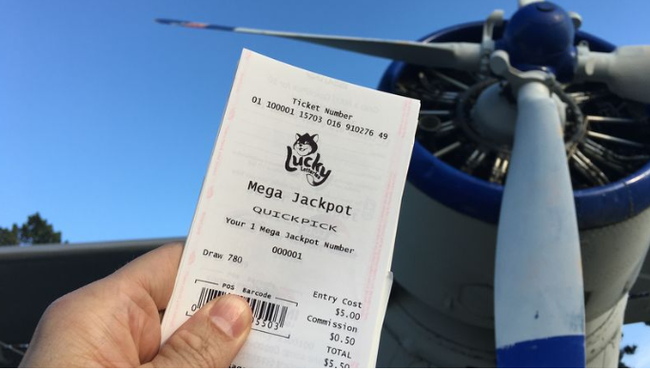 Ticket Number
01 100001 15703 016 910276 49
Lucky
Mega Jackpot
QUICKPICK
Your 1 Mega Jackpot Number
000001
Draw 780
POS Barcode
Entry Cost
$5.00
Commission
$0.50
TOTAL
$5.50